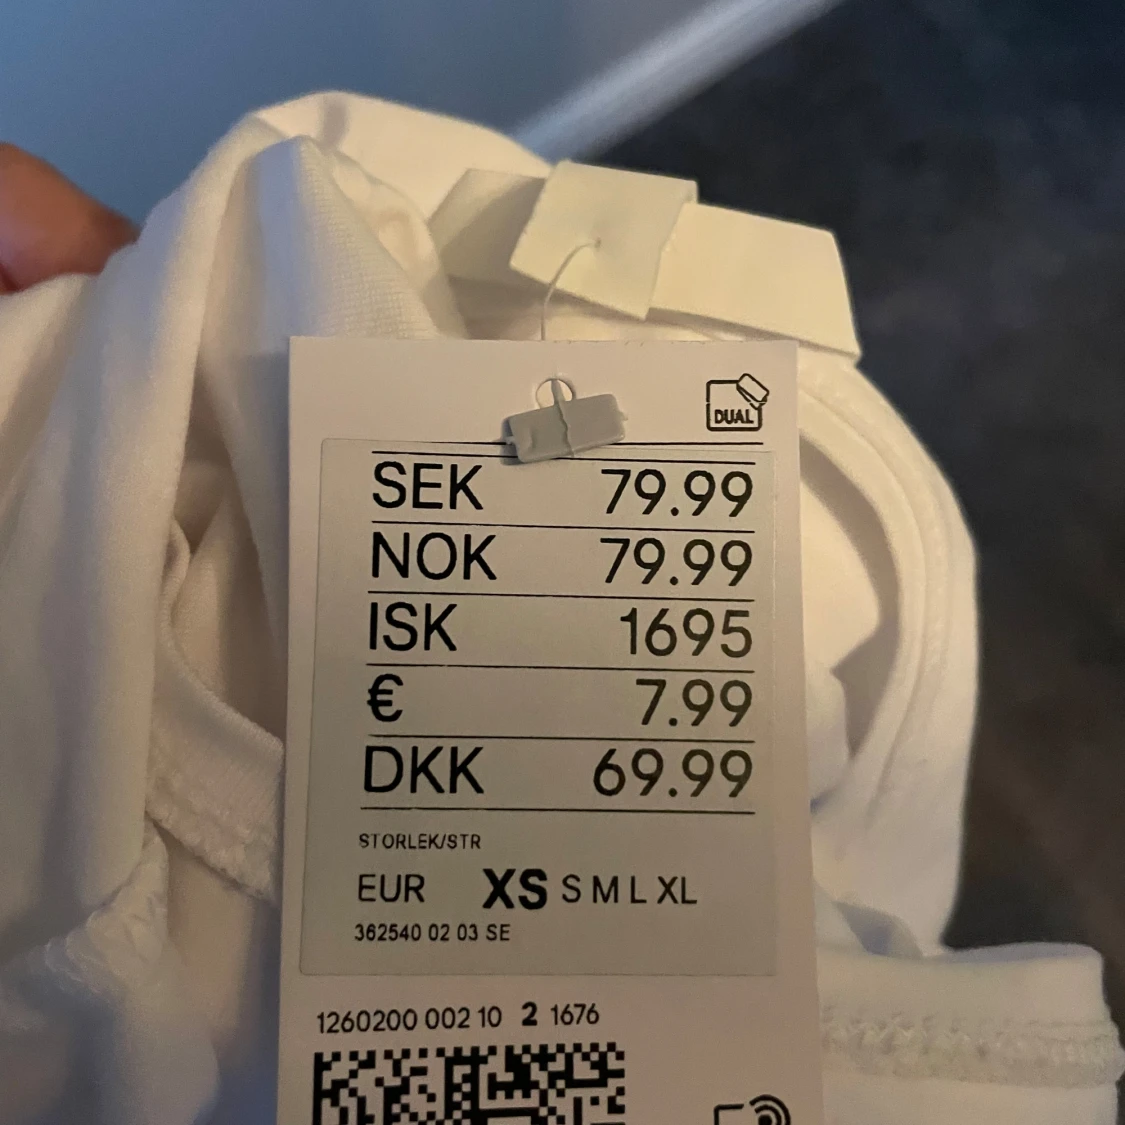 DUAL
SEK 79.99
NOK 79.99
ISK 1695
€ 7.99
DKK 69.99
STORLEK/STR
EUR XS S M L XL
362540 02 03 SE
1260200 002 10 2 1676